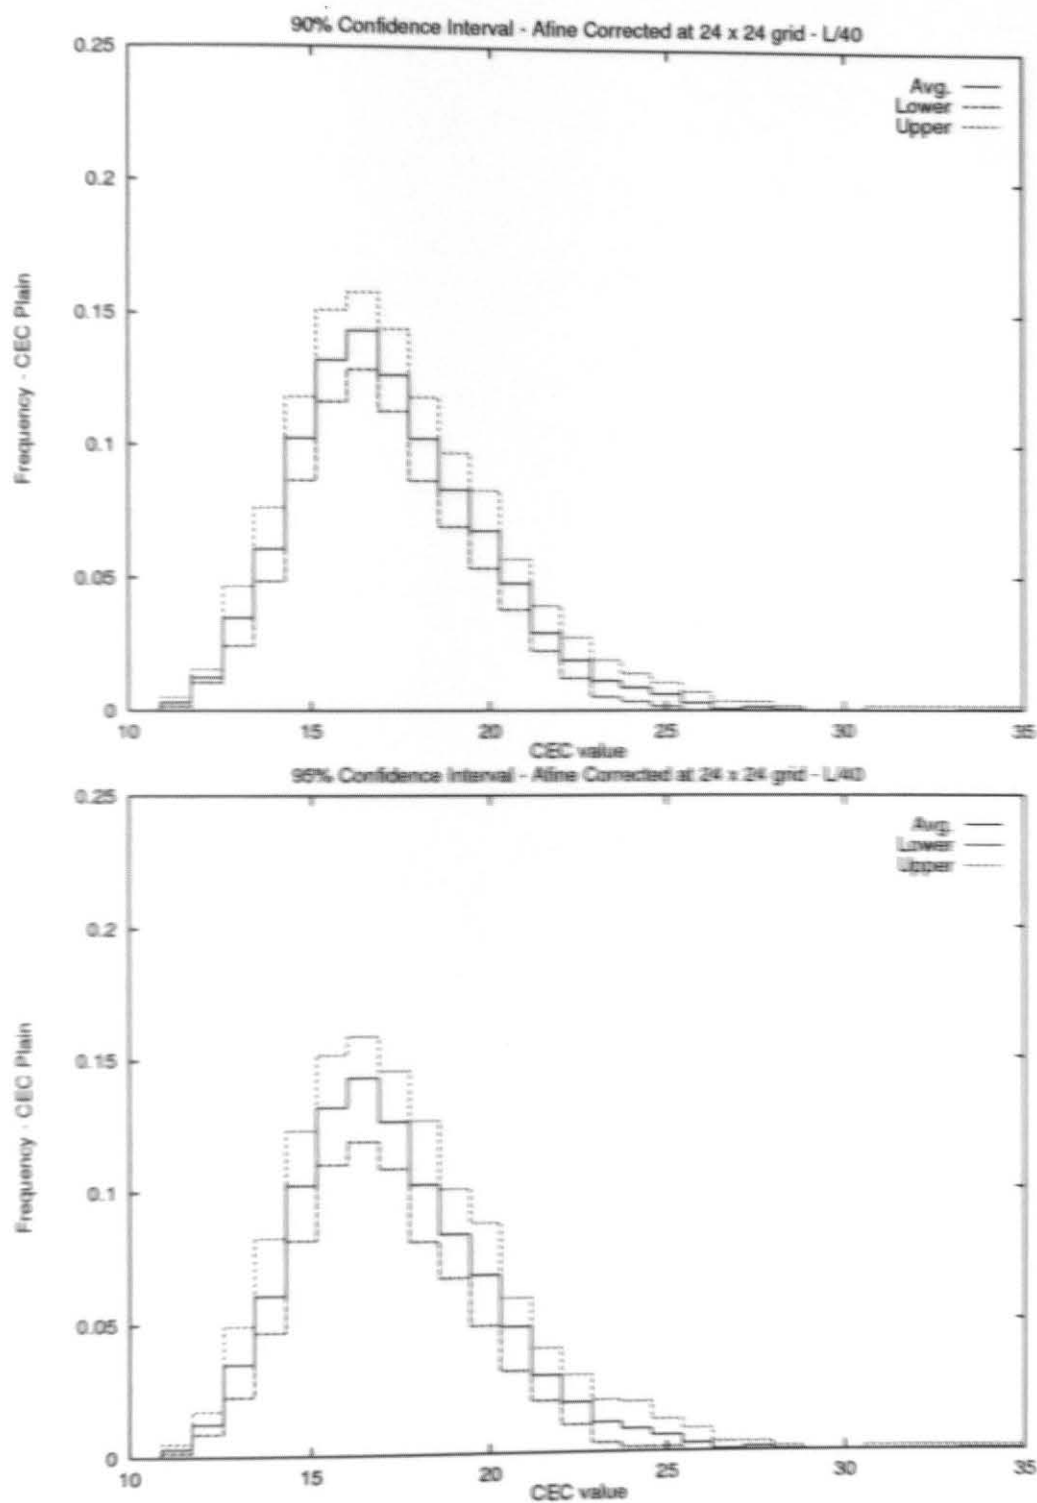 90% Confidence Interval - Afine Corrected at 24 x 24 grid - L/40
0.25
0.2
0.15
0.1
0.05
0
Frequency - CEC Plain
Avg.
Lower
Upper
10 15 20 25 30 35
CEC value
95% Confidence Interval - Afine Corrected at 24 x 24 grid - L/40
0.25
0.2
0.15
0.1
0.05
0
Frequency - CEC Plain
Avg.
Lower
Upper
10 15 20 25 30 35
CEC value